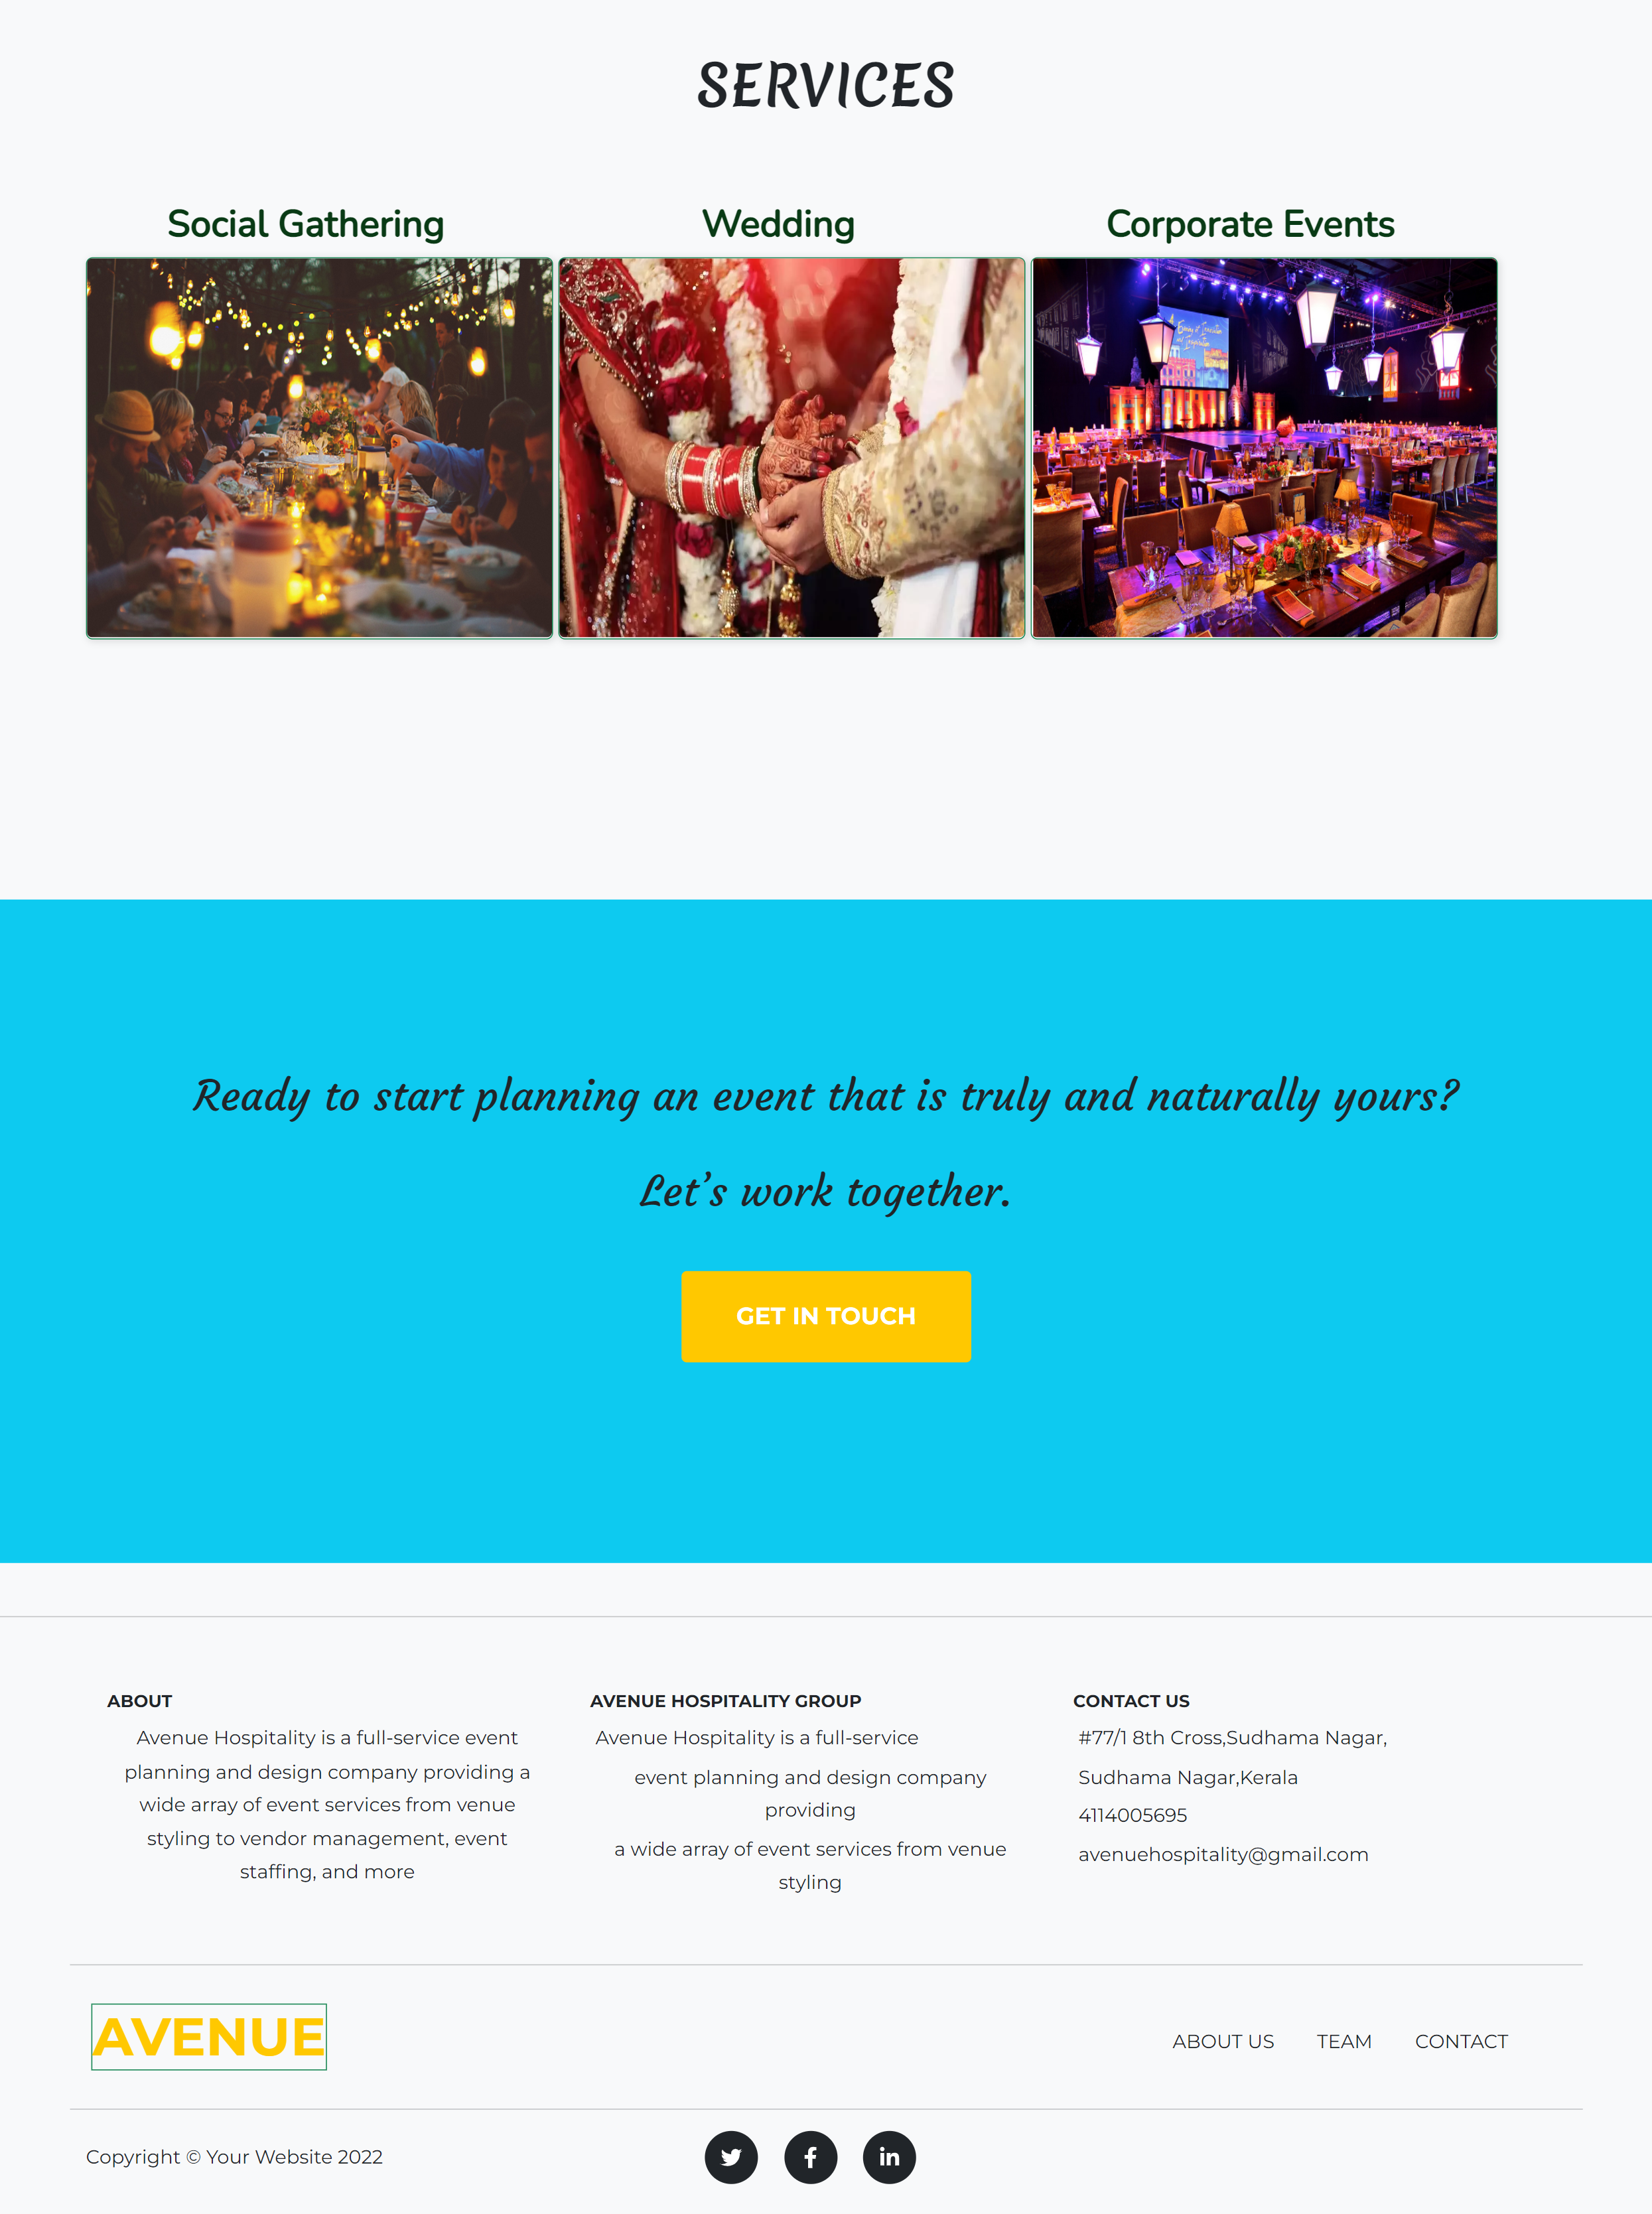 SERVICES
Social Gathering
Wedding
Corporate Events
Ready to start planning an event that is truly and naturally yours?
Let’s work together.
GET IN TOUCH
ABOUT
Avenue Hospitality is a full-service event
planning and design company providing a
wide array of event services from venue
styling to vendor management, event
staffing, and more
AVENUE HOSPITALITY GROUP
Avenue Hospitality is a full-service
event planning and design company
providing
a wide array of event services from venue
styling
CONTACT US
#77/1 8th Cross,Sudhama Nagar,
Sudhama Nagar,Kerala
4114005695
avenuehospitality@gmail.com
AVENUE
ABOUT US
TEAM
CONTACT
Copyright © Your Website 2022